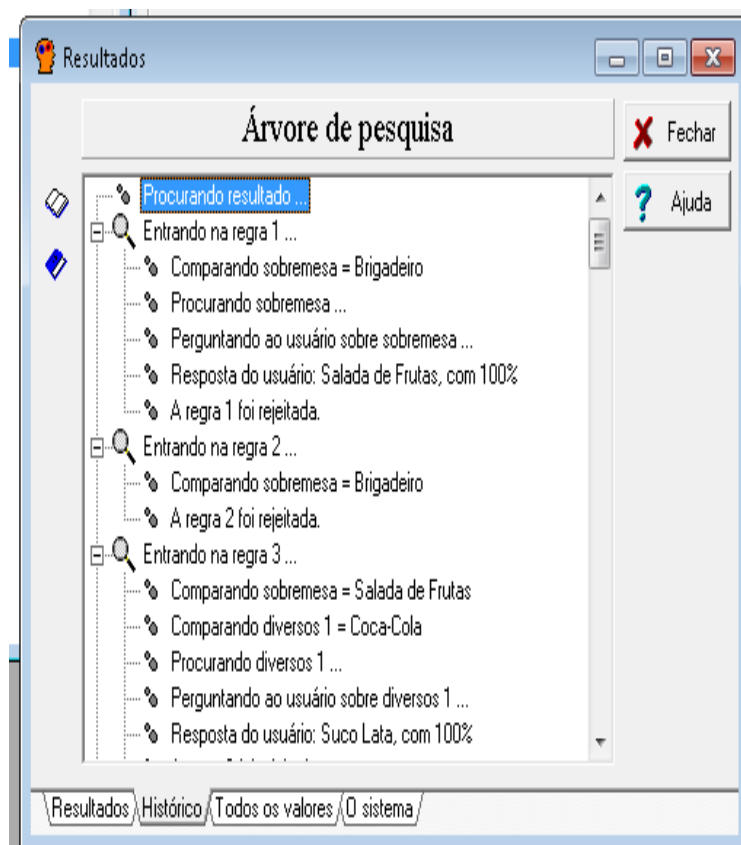 Resultados
Árvore de pesquisa
Fechar
Ajuda
Procurando resultado ...
Entrando na regra 1 ...
Comparando sobremesa = Brigadeiro
Procurando sobremesa ...
Perguntando ao usuário sobre sobremesa ...
Resposta do usuário: Salada de Frutas, com 100%
A regra 1 foi rejeitada.
Entrando na regra 2 ...
Comparando sobremesa = Brigadeiro
A regra 2 foi rejeitada.
Entrando na regra 3 ...
Comparando sobremesa = Salada de Frutas
Comparando diversos 1 = Coca-Cola
Procurando diversos 1 ...
Perguntando ao usuário sobre diversos 1 ...
Resposta do usuário: Suco Lata, com 100%
Resultados Histórico Todos os valores O sistema